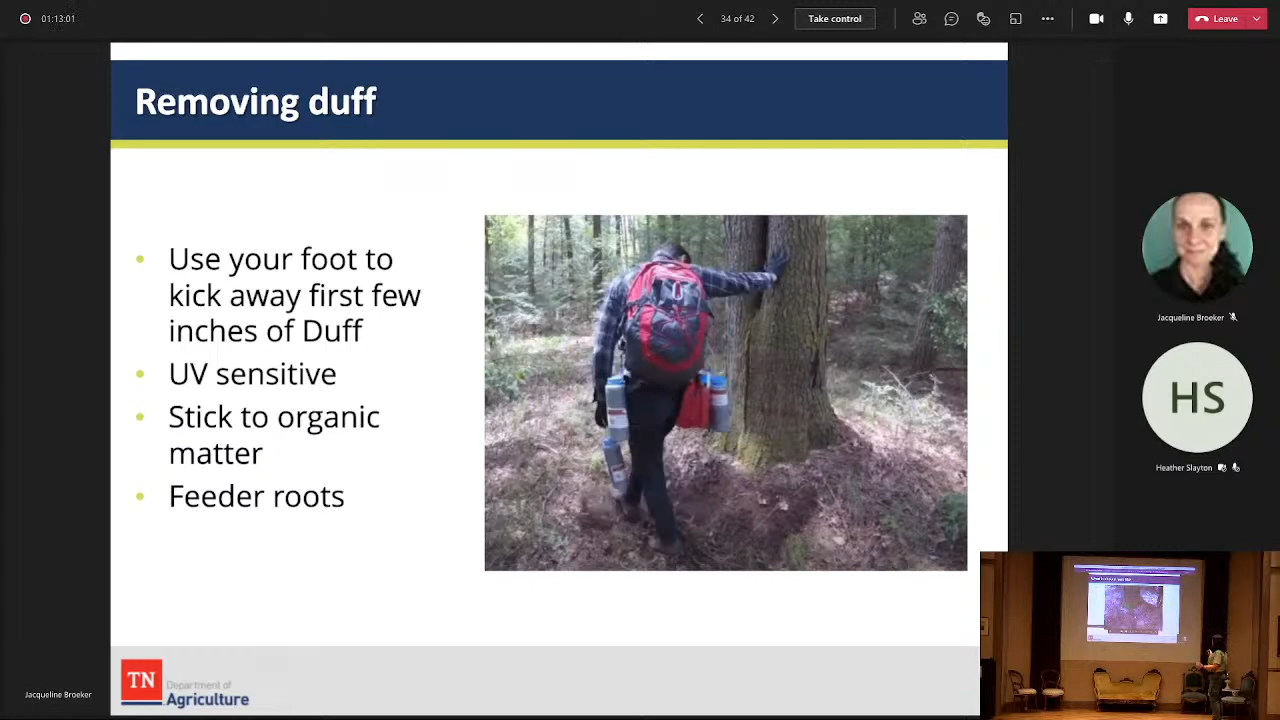 01:13:01
34 of 42
Take control
Leave
Removing duff
Use your foot to
kick away first few
inches of Duff
UV sensitive
Stick to organic
matter
Feeder roots
Jacqueline Broeker
HS
Heather Slayton
TN
Department of
Agriculture
Jacqueline Broeker